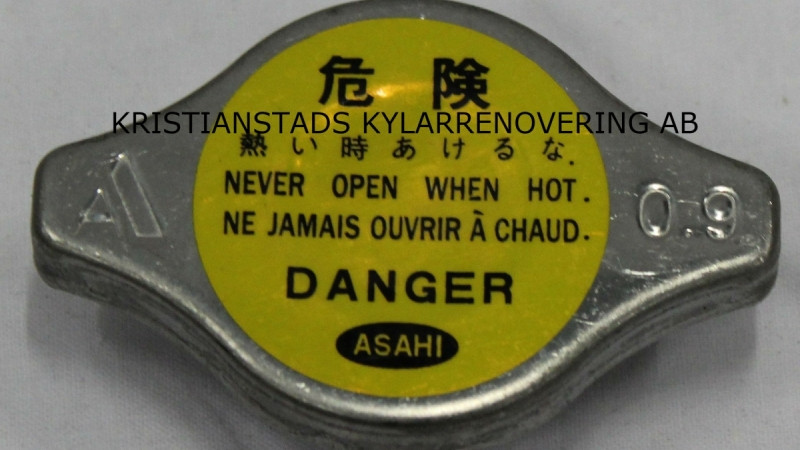 危険
KRISTIANSTADS KYLARRENOVERING AB
熱い時あけるな.
NEVER OPEN WHEN HOT.
NE JAMAIS OUVRIR À CHAUD.
A 0.9
DANGER
ASAHI